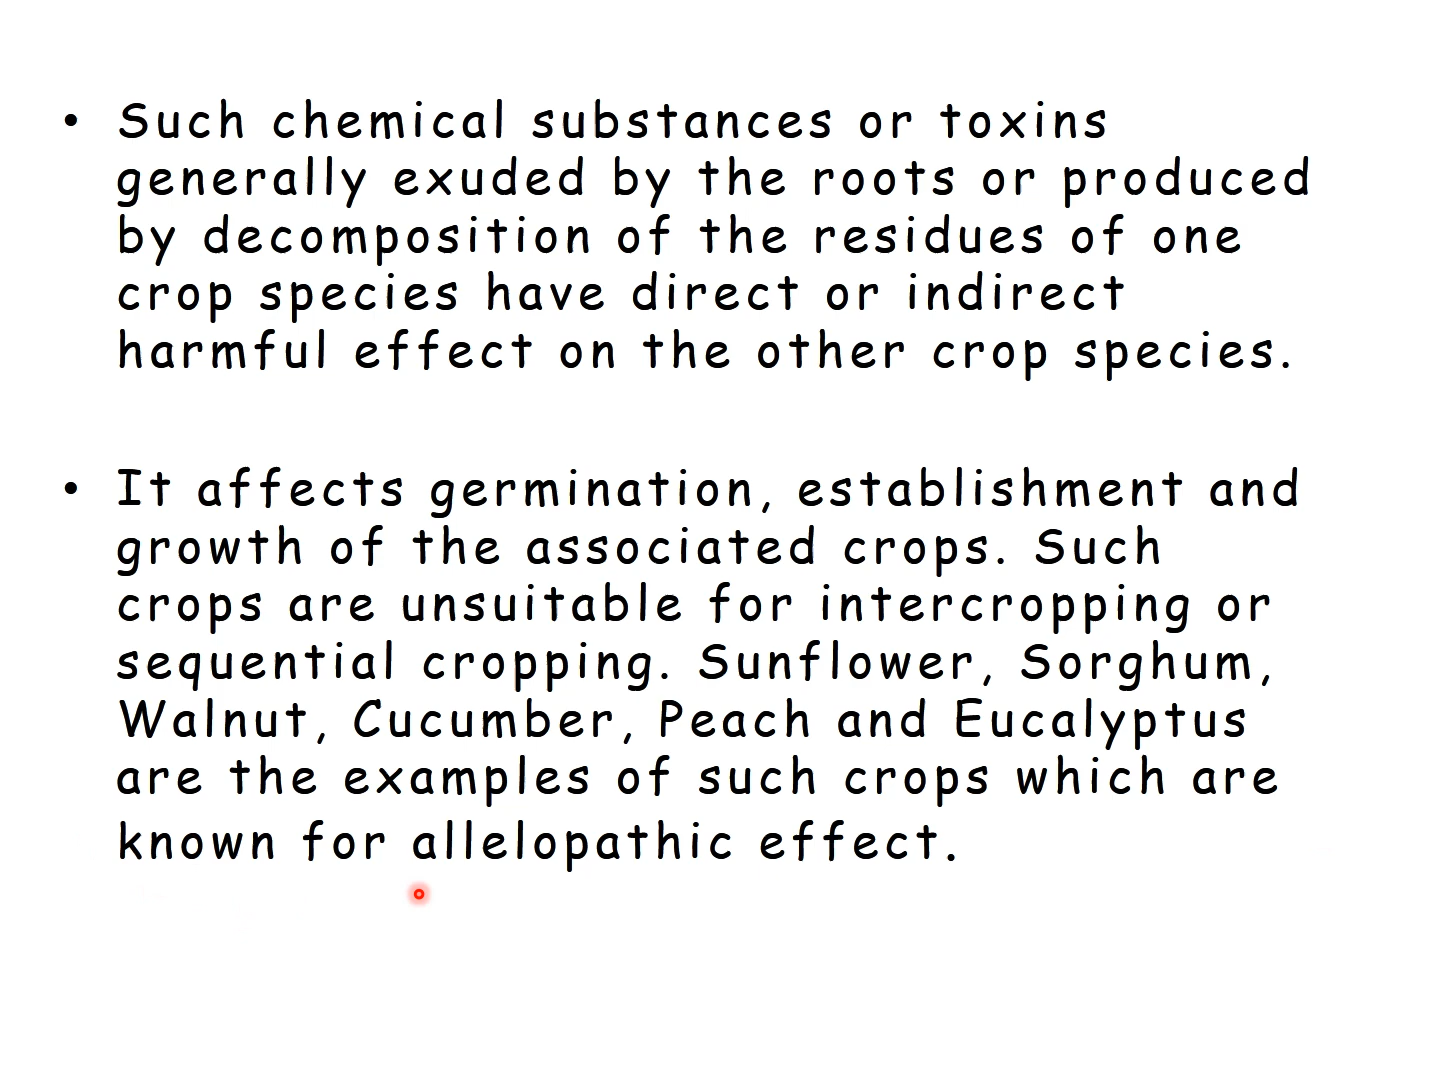 • Such chemical substances or toxins
generally exuded by the roots or produced
by decomposition of the residues of one
crop species have direct or indirect
harmful effect on the other crop species.
• It affects germination, establishment and
growth of the associated crops. Such
crops are unsuitable for intercropping or
sequential cropping. Sunflower, Sorghum,
Walnut, Cucumber, Peach and Eucalyptus
are the examples of such crops which are
known for allelopathic effect.